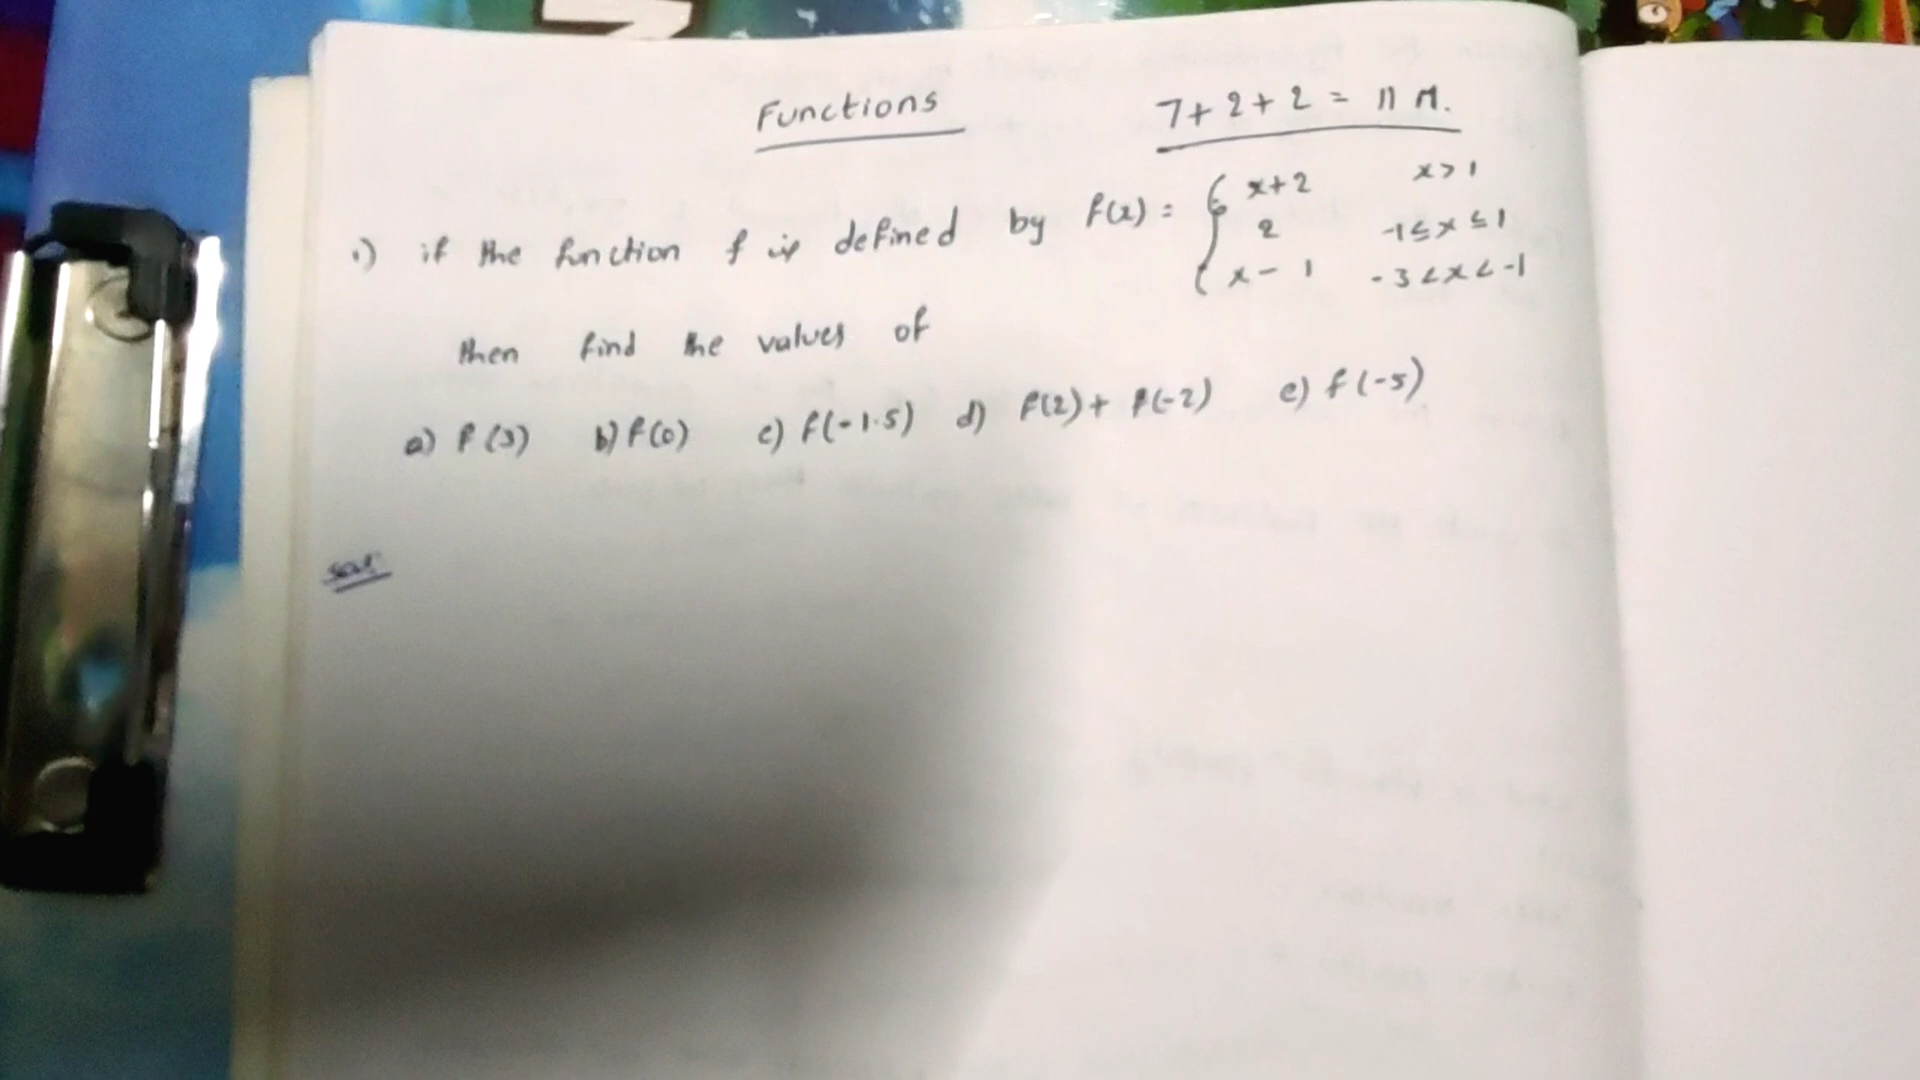 Functions 7+2+2 = 11 M.
1) if the function f is defined by f(x) = { x+2 x>1
2 -1≤x≤1
x-1 -3<x<-1
then find the values of
a) f(3) b) f(0) c) f(-1.5) d) f(2)+ f(-2) e) f(-5)
Sol: